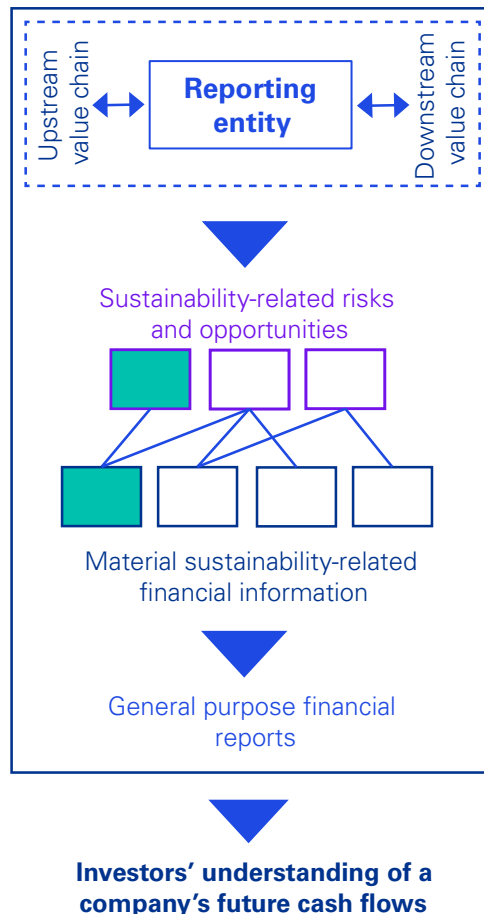 Upstream
value chain
Reporting
entity
Downstream
value chain
Sustainability-related risks
and opportunities
Material sustainability-related
financial information
General purpose financial
reports
Investors’ understanding of a
company’s future cash flows